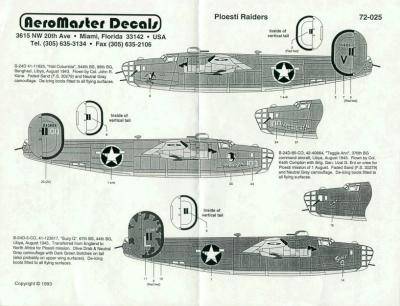 AeroMaster Decals
Ploesti Raiders
72-025
3615 NW 20th Ave • Miami, Florida 33142 • USA
Tel. (305) 635-3134 • Fax (305) 635-2106
Inside of
vertical tail
B-24D 41-11825, "Hail Columbia", 344th BS, 98th BG,
Benghazi, Libya, August 1943. Flown by Col. John R.
Kane. Faded Sand (F.S. 30279) and Neutral Gray
camouflage. De-icing boots fitted to all flying surfaces.
Inside of
vertical tail
B-24D-85-CO, 42-40664, "Teggie Ann", 376th BG
command aircraft, Libya, August 1943. Flown by Col.
Keith Compton with Brig. Gen. Uzal G. Ent on crew for
Ploesti mission of 1 August. Faded Sand (F.S. 30279)
and Neutral Gray camouflage. De-icing boots fitted to
all flying surfaces.
B-24D-5-CO, 41-123817, "Suzy Q", 67th BS, 44th BG,
Libya, August 1943. Transferred from England to
North Africa for Ploesti mission. Olive Drab & Neutral
Gray camouflage with Dark Green blotches on tail
(also probably on upper wing surfaces). De-icing
boots fitted to all flying surfaces.
Inside of
vertical tail
Copyright © 1993